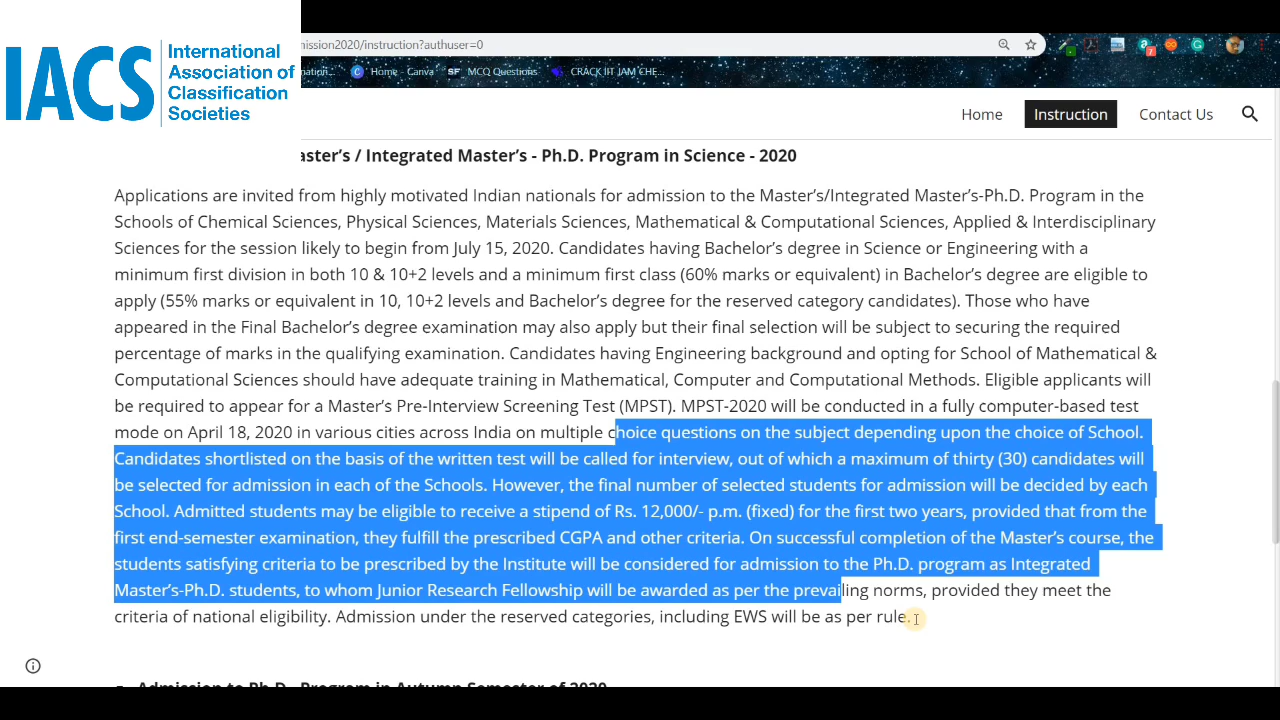 IACS
International
Association of
Classification
Societies
mission2020/instruction?authuser=0
Home - Canva
SF MCQ Questions
CRACK IIT JAM CHE...
Home
Instruction
Contact Us
aster's / Integrated Master's - Ph.D. Program in Science - 2020
Applications are invited from highly motivated Indian nationals for admission to the Master's/Integrated Master's-Ph.D. Program in the
Schools of Chemical Sciences, Physical Sciences, Materials Sciences, Mathematical & Computational Sciences, Applied & Interdisciplinary
Sciences for the session likely to begin from July 15, 2020. Candidates having Bachelor's degree in Science or Engineering with a
minimum first division in both 10 & 10+2 levels and a minimum first class (60% marks or equivalent) in Bachelor's degree are eligible to
apply (55% marks or equivalent in 10, 10+2 levels and Bachelor's degree for the reserved category candidates). Those who have
appeared in the Final Bachelor's degree examination may also apply but their final selection will be subject to securing the required
percentage of marks in the qualifying examination. Candidates having Engineering background and opting for School of Mathematical &
Computational Sciences should have adequate training in Mathematical, Computer and Computational Methods. Eligible applicants will
be required to appear for a Master's Pre-Interview Screening Test (MPST). MPST-2020 will be conducted in a fully computer-based test
mode on April 18, 2020 in various cities across India on multiple choice questions on the subject depending upon the choice of School.
Candidates shortlisted on the basis of the written test will be called for interview, out of which a maximum of thirty (30) candidates will
be selected for admission in each of the Schools. However, the final number of selected students for admission will be decided by each
School. Admitted students may be eligible to receive a stipend of Rs. 12,000/- p.m. (fixed) for the first two years, provided that from the
first end-semester examination, they fulfill the prescribed CGPA and other criteria. On successful completion of the Master's course, the
students satisfying criteria to be prescribed by the Institute will be considered for admission to the Ph.D. program as Integrated
Master's-Ph.D. students, to whom Junior Research Fellowship will be awarded as per the prevailing norms, provided they meet the
criteria of national eligibility. Admission under the reserved categories, including EWS will be as per rule.
Admission to Ph.D. Program in Autumn Semester of 2020